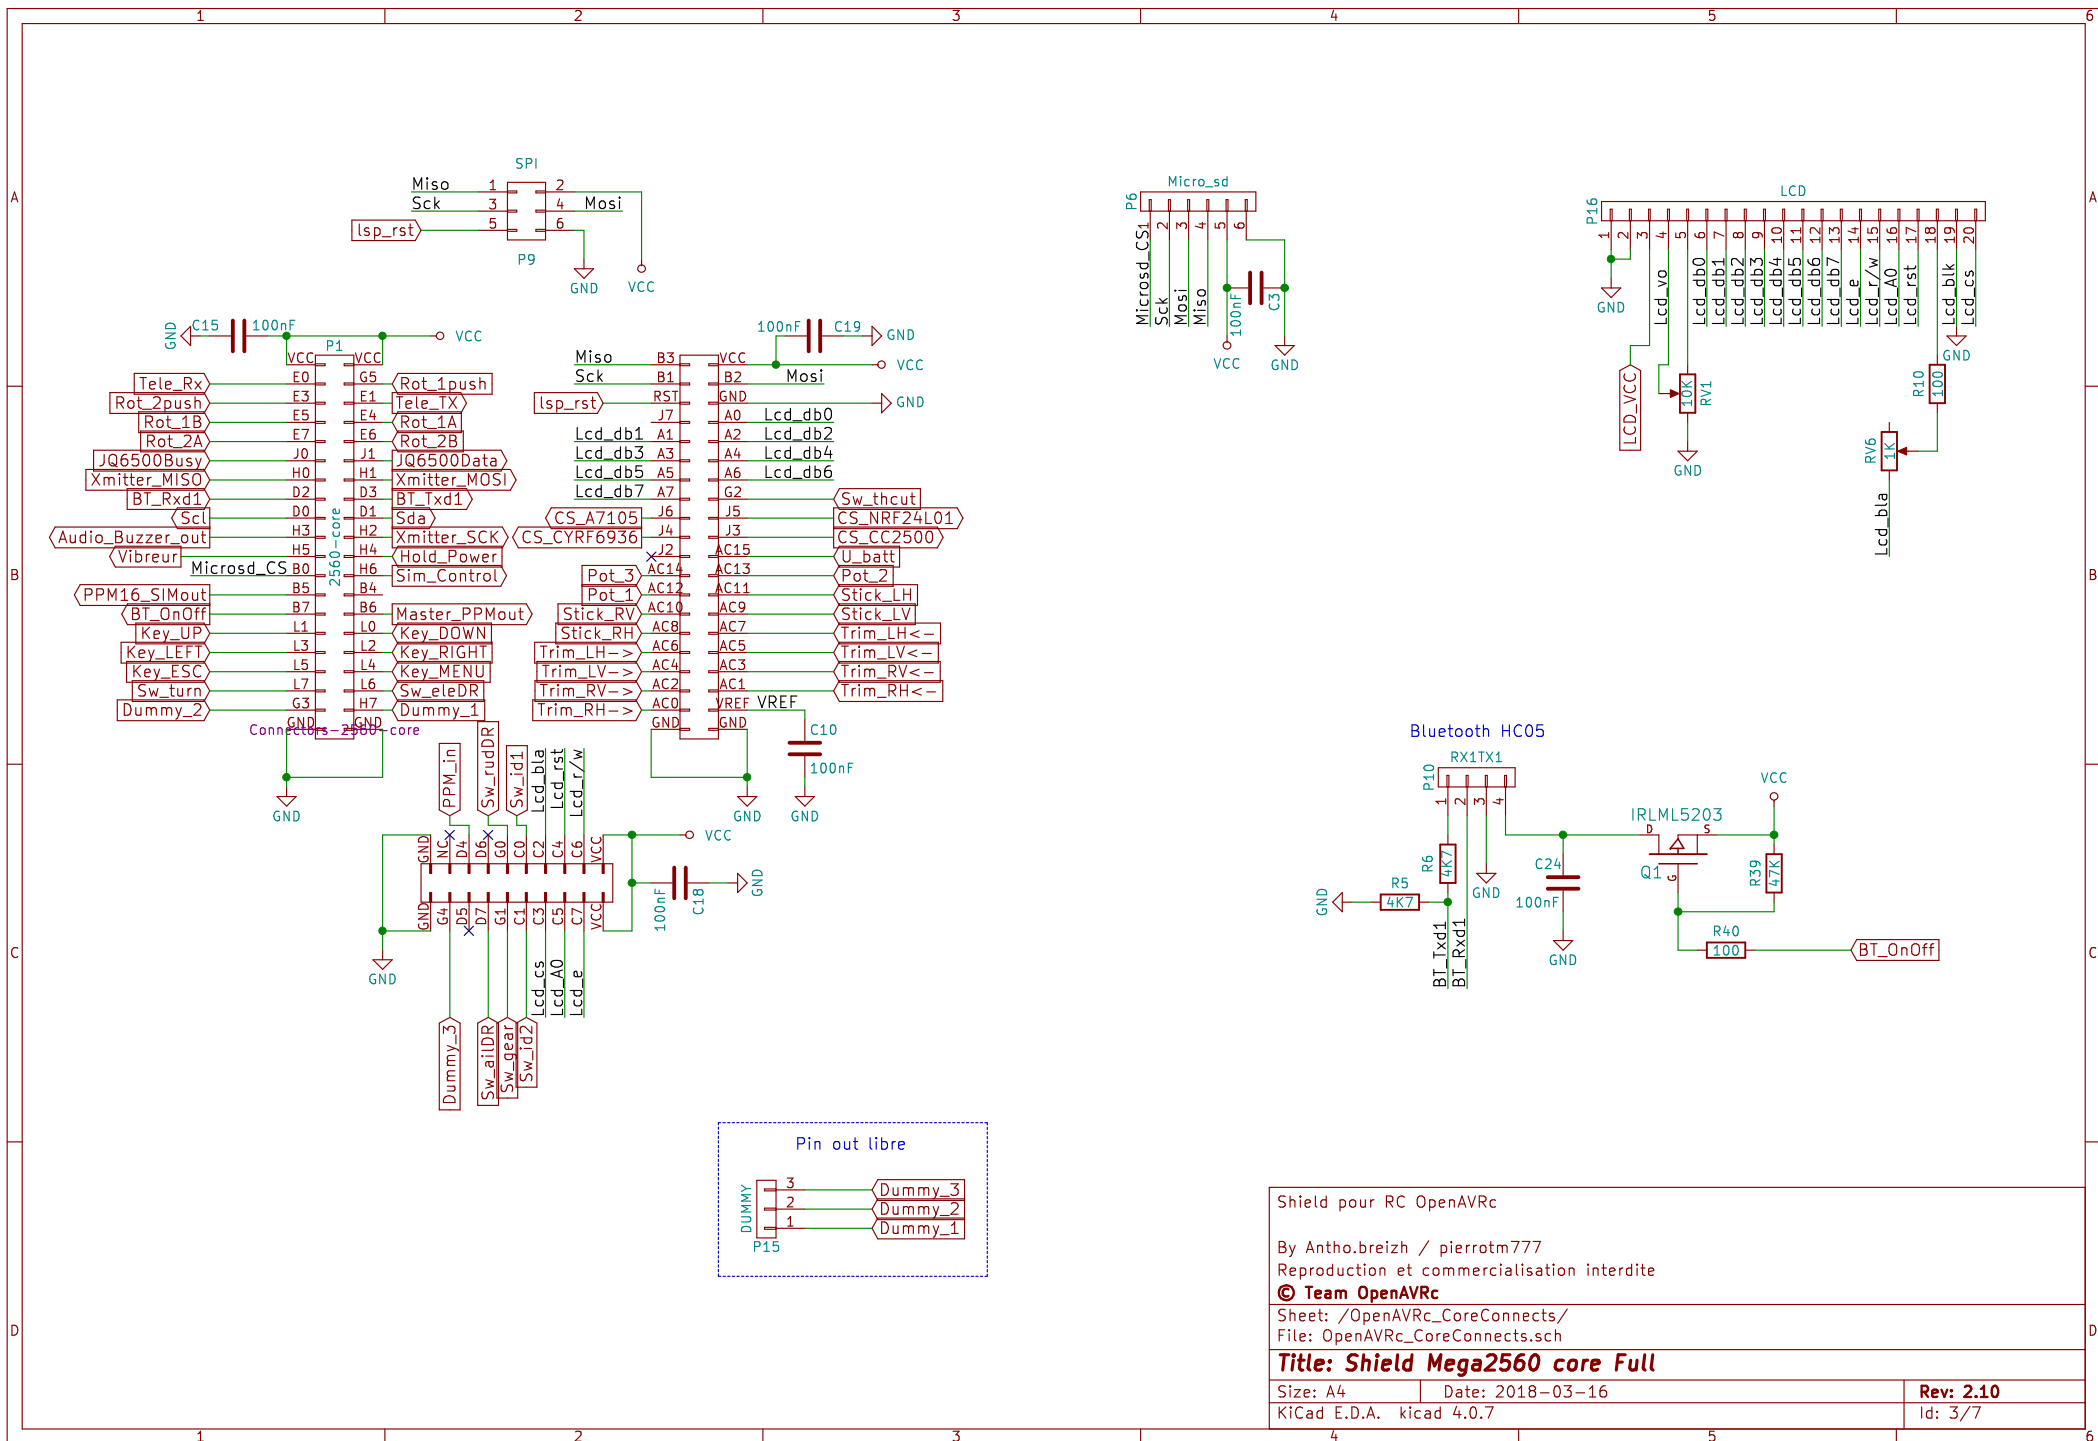 1 2 3 4 5 6
A
B
C
D
A
B
C
D
SPI
Miso 1 2
Sck 3 4 Mosi
lsp_rst 5 6
P9
GND
VCC
GND C15 100nF VCC
P1
2560-core
VCC VCC
Tele_Rx E0 G5 Rot_1push
Rot_2push E3 E1 Tele_TX
Rot_1B E5 E4 Rot_1A
Rot_2A E7 E6 Rot_2B
JQ6500Busy J0 J1 JQ6500Data
Xmitter_MISO H0 H1 Xmitter_MOSI
BT_Rxd1 D2 D3 BT_Txd1
Scl D0 D1 Sda
Audio_Buzzer_out H3 H2 Xmitter_SCK
Vibreur H5 H4 Hold_Power
Microsd_CS B0 H6 Sim_Control
PPM16_SIMout B5 B4
BT_OnOff B7 B6 Master_PPMout
Key_UP L1 L0 Key_DOWN
Key_LEFT L3 L2 Key_RIGHT
Key_ESC L5 L4 Key_MENU
Sw_turn L7 L6 Sw_eleDR
Dummy_2 G3 H7 Dummy_1
GND GND
Connectors-2560-core
GND
100nF C19 GND
Miso B3 VCC VCC
Sck B1 B2 Mosi
lsp_rst RST GND GND
J7 A0 Lcd_db0
Lcd_db1 A1 A2 Lcd_db2
Lcd_db3 A3 A4 Lcd_db4
Lcd_db5 A5 A6 Lcd_db6
Lcd_db7 A7 G2 Sw_thcut
CS_A7105 J6 J5 CS_NRF24L01
CS_CYRF6936 J4 J3 CS_CC2500
J2 AC15 U_batt
Pot_3 AC14 AC13 Pot_2
Pot_1 AC12 AC11 Stick_LH
Stick_RV AC10 AC9 Stick_LV
Stick_RH AC8 AC7 Trim_LH<-
Trim_LH-> AC6 AC5 Trim_LV<-
Trim_LV-> AC4 AC3 Trim_RV<-
Trim_RV-> AC2 AC1 Trim_RH<-
Trim_RH-> AC0 VREF VREF
GND GND
C10
100nF
GND GND
PPM_in Sw_rudDR Sw_id1 Lcd_bla Lcd_rst Lcd_r/w
GND NC D4 D6 G0 C0 C2 C4 C6 VCC
VCC
100nF C18 GND
GND G4 D5 D7 G1 C1 C3 C5 C7 VCC
GND
Dummy_3 Sw_ailDR Sw_gear Sw_id2 Lcd_cs Lcd_A0 Lcd_e
Pin out libre
DUMMY
3 Dummy_3
2 Dummy_2
1 Dummy_1
P15
Micro_sd
P6
1 2 3 4 5 6
Microsd_CS Sck Mosi Miso
100nF C3
VCC GND
LCD
P16
1 2 3 4 5 6 7 8 9 10 11 12 13 14 15 16 17 18 19 20
GND
Lcd_vo Lcd_db0 Lcd_db1 Lcd_db2 Lcd_db3 Lcd_db4 Lcd_db5 Lcd_db6 Lcd_db7 Lcd_e Lcd_r/w Lcd_A0 Lcd_rst Lcd_blk Lcd_cs
GND
LCD_VCC
10K RV1
GND
R10 100
RV6 1K
Lcd_bla
Bluetooth HC05
RX1TX1
P10
1 2 3 4
R6 4K7
GND
R5
4K7
GND
BT_Txd1 BT_Rxd1
C24
100nF
GND
IRLML5203
D S
G
Q1
VCC
R39 47K
R40
100
BT_OnOff
Shield pour RC OpenAVRc
By Antho.breizh / pierrotm777
Reproduction et commercialisation interdite
© Team OpenAVRc
Sheet: /OpenAVRc_CoreConnects/
File: OpenAVRc_CoreConnects.sch
Title: Shield Mega2560 core Full
Size: A4 Date: 2018-03-16 Rev: 2.10
KiCad E.D.A. kicad 4.0.7 Id: 3/7
1 2 3 4 5 6